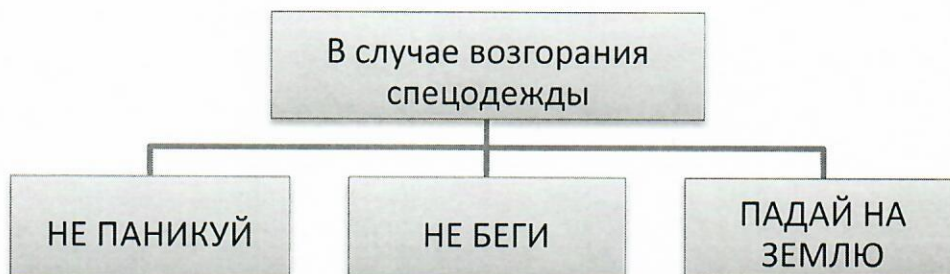 В случае возгорания
спецодежды
НЕ ПАНИКУЙ
НЕ БЕГИ
ПАДАЙ НА
ЗЕМЛЮ